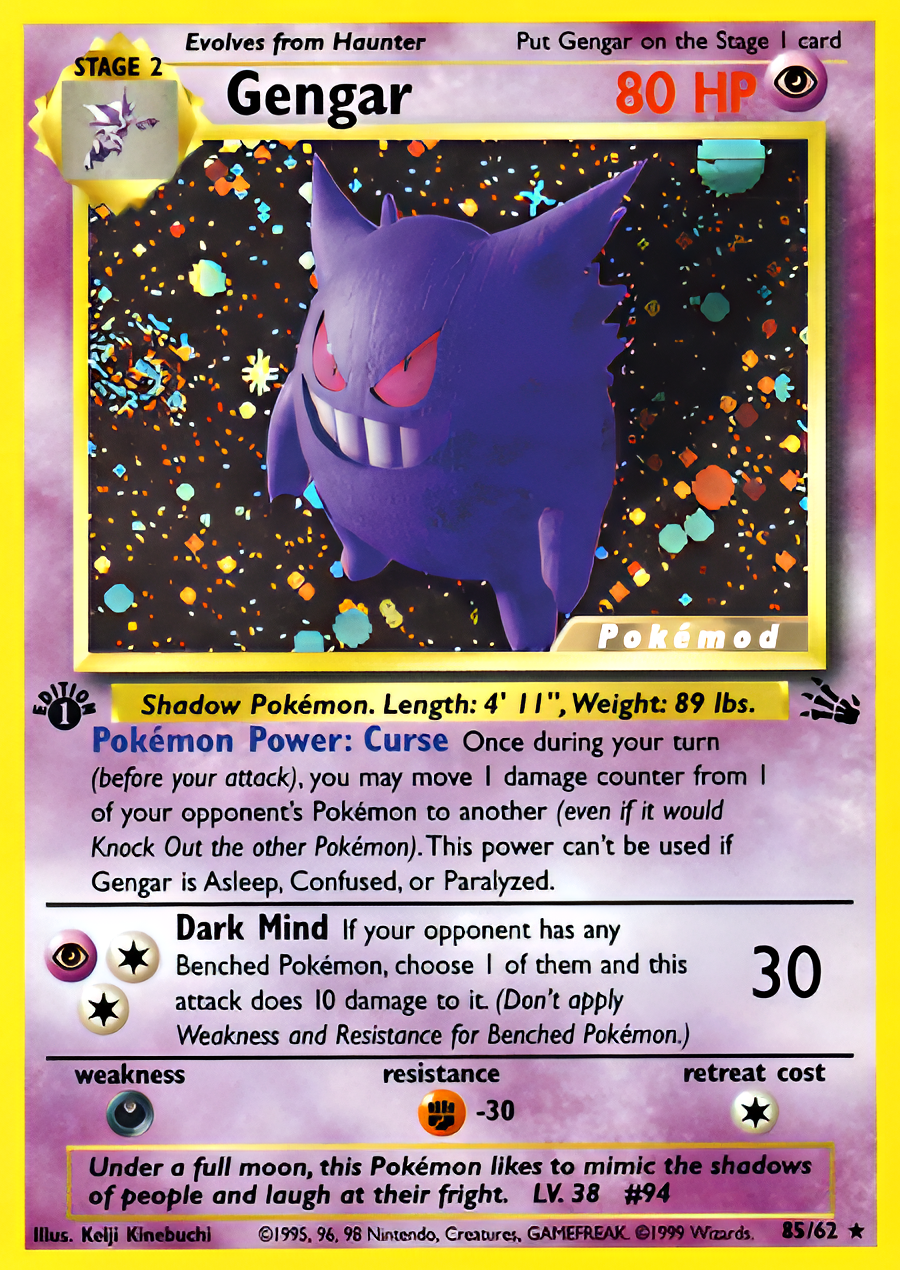 Evolves from Haunter
Put Gengar on the Stage 1 card
STAGE 2
Gengar
80 HP
Pokémod
EDITION
1
Shadow Pokémon. Length: 4' 11", Weight: 89 lbs.
Pokémon Power: Curse Once during your turn
(before your attack), you may move 1 damage counter from 1
of your opponent's Pokémon to another (even if it would
Knock Out the other Pokémon). This power can't be used if
Gengar is Asleep, Confused, or Paralyzed.
Dark Mind If your opponent has any
Benched Pokémon, choose 1 of them and this
attack does 10 damage to it. (Don't apply
Weakness and Resistance for Benched Pokémon.)
30
weakness
resistance
retreat cost
-30
Under a full moon, this Pokémon likes to mimic the shadows
of people and laugh at their fright. LV. 38 #94
Illus. Keiji Kinebuchi
©1995, 96, 98 Nintendo, Creatures, GAMEFREAK. ©1999 Wizards.
85/62 ★